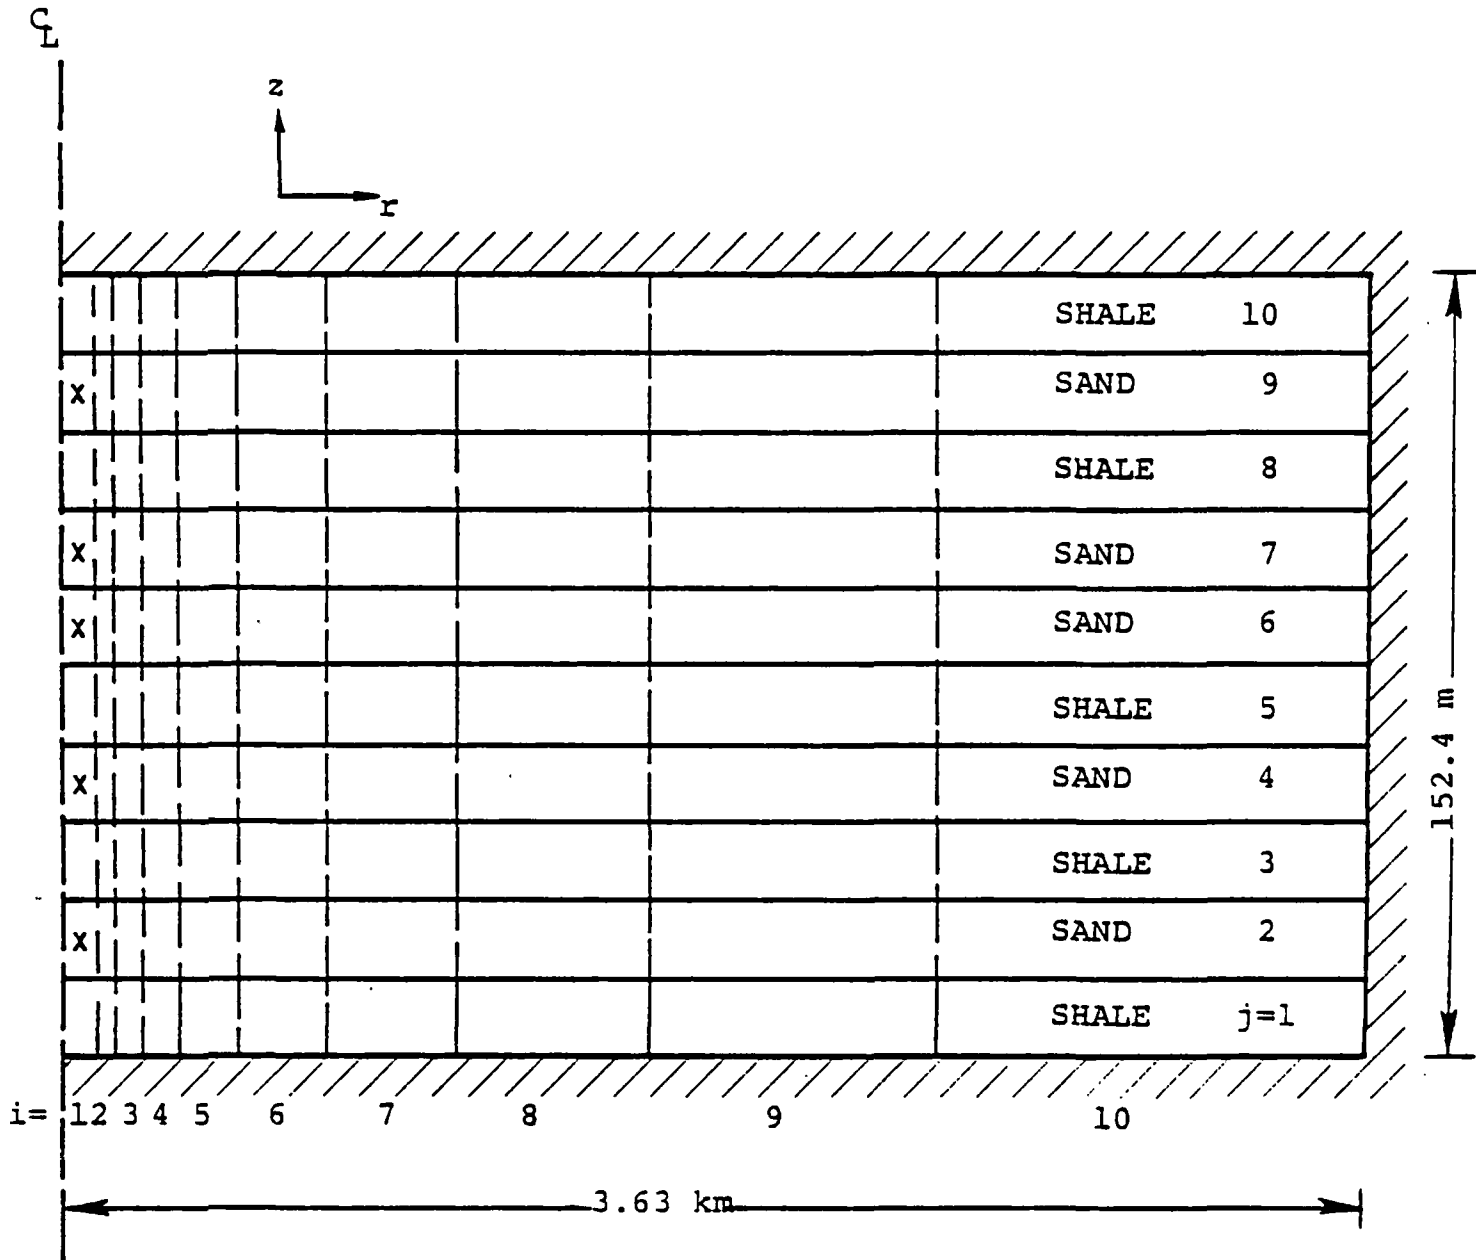 ℄
z
r
SHALE 10
X SAND 9
SHALE 8
X SAND 7
X SAND 6
SHALE 5
X SAND 4
SHALE 3
X SAND 2
SHALE j=1
152.4 m
i= 1 2 3 4 5 6 7 8 9 10
3.63 km